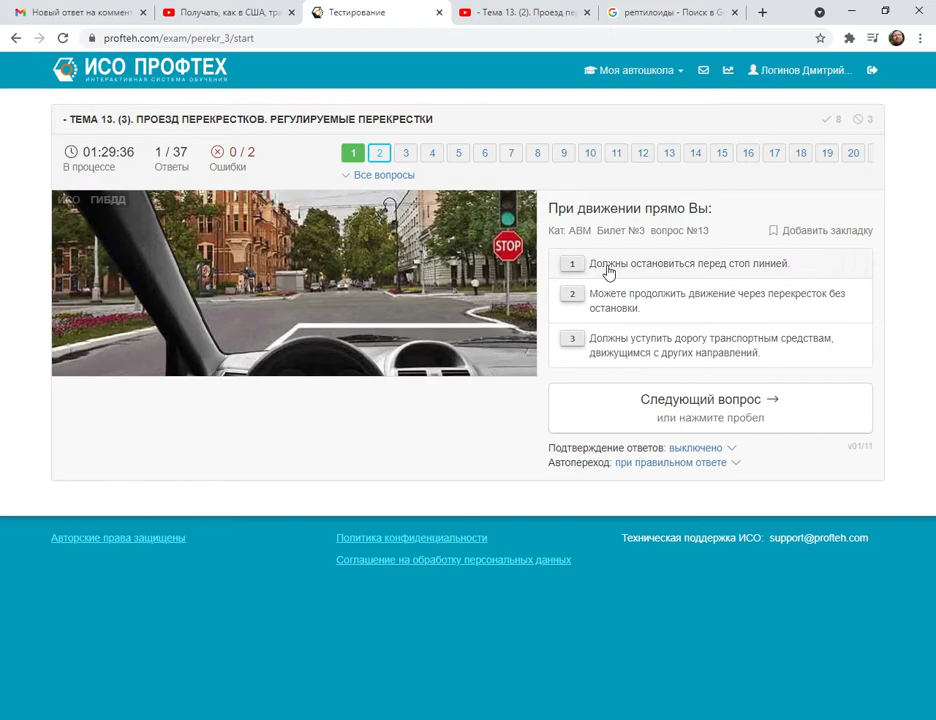 Новый ответ на коммент
Получать, как в США, тра
Тестирование
- Тема 13. (2). Проезд пе
рептилоиды - Поиск в G
profteh.com/exam/perekr_3/start
ИСО ПРОФТЕХ
ИНТЕРАКТИВНАЯ СИСТЕМА ОБУЧЕНИЯ
Моя автошкола
Логинов Дмитрий...
- ТЕМА 13. (3). ПРОЕЗД ПЕРЕКРЕСТКОВ. РЕГУЛИРУЕМЫЕ ПЕРЕКРЕСТКИ
8 3
01:29:36 1 / 37 0 / 2
В процессе Ответы Ошибки
1 2 3 4 5 6 7 8 9 10 11 12 13 14 15 16 17 18 19 20
Все вопросы
ИСО ГИБДД
STOP
При движении прямо Вы:
Кат. АВМ Билет №3 вопрос №13
Добавить закладку
1 Должны остановиться перед стоп линией.
2 Можете продолжить движение через перекресток без
остановки.
3 Должны уступить дорогу транспортным средствам,
движущимся с других направлений.
Следующий вопрос →
или нажмите пробел
Подтверждение ответов: выключено
v01/11
Автопереход: при правильном ответе
Авторские права защищены
Политика конфиденциальности
Техническая поддержка ИСО: support@profteh.com
Соглашение на обработку персональных данных